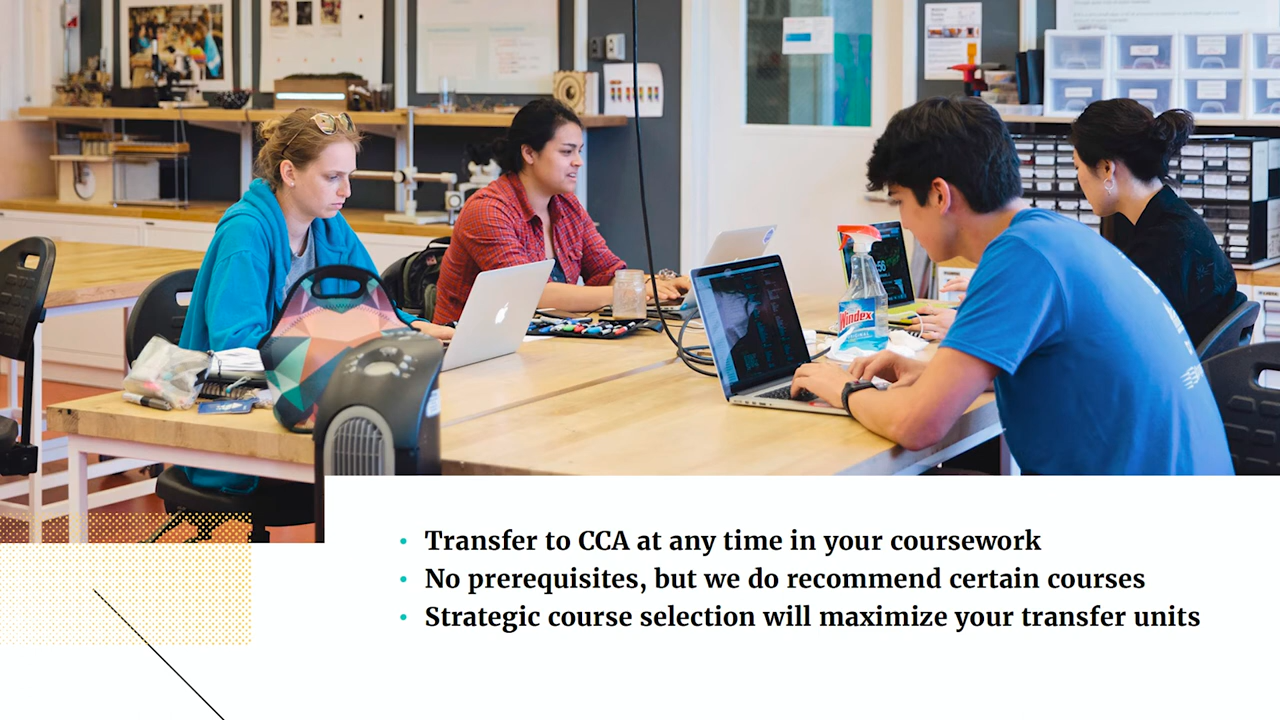 Windex
Transfer to CCA at any time in your coursework
No prerequisites, but we do recommend certain courses
Strategic course selection will maximize your transfer units